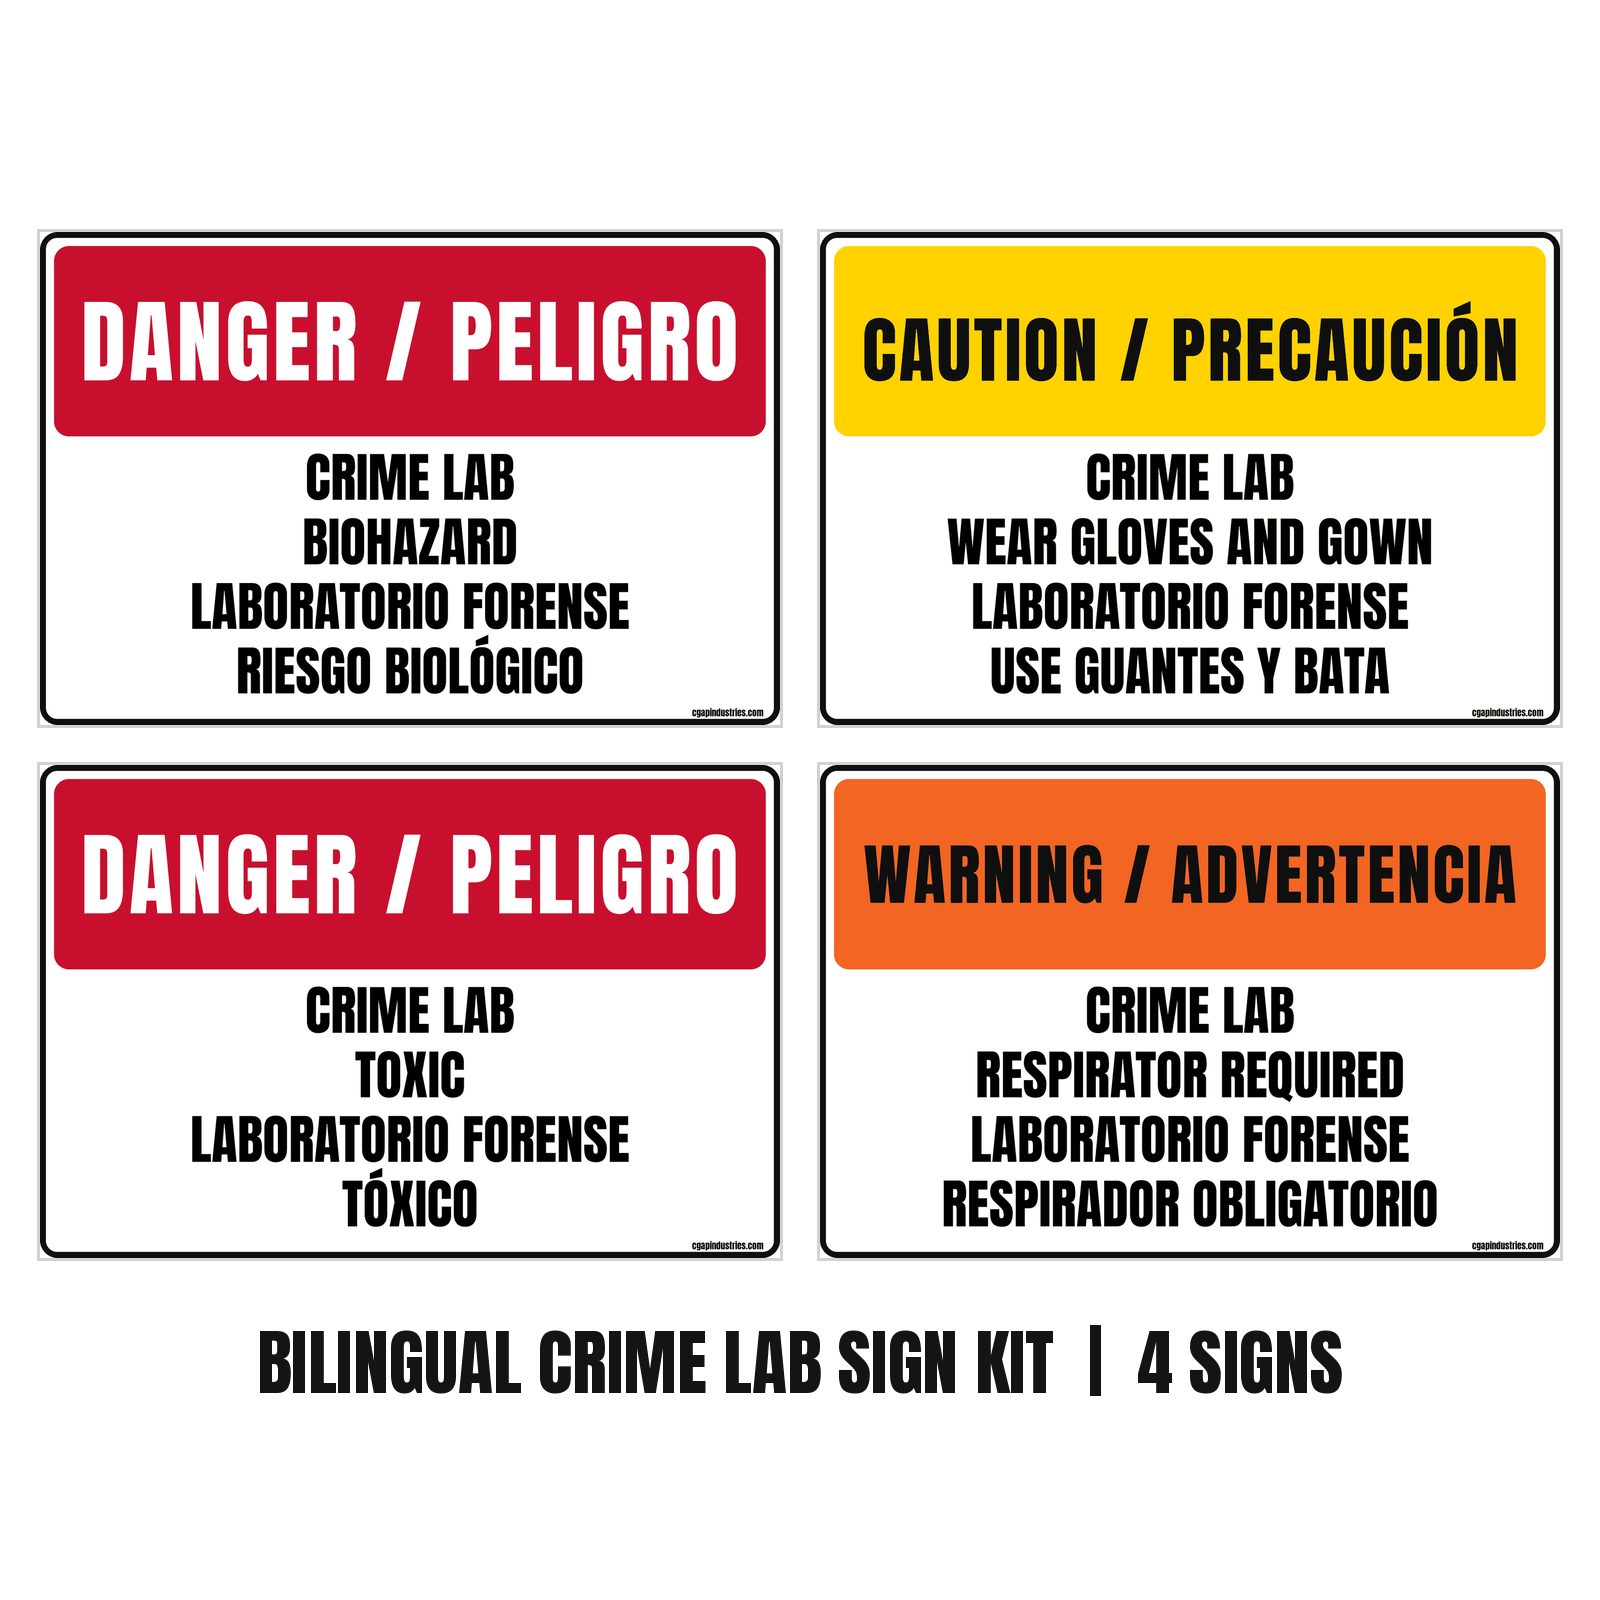 DANGER / PELIGRO
CRIME LAB
BIOHAZARD
LABORATORIO FORENSE
RIESGO BIOLÓGICO
cgapindustries.com
CAUTION / PRECAUCIÓN
CRIME LAB
WEAR GLOVES AND GOWN
LABORATORIO FORENSE
USE GUANTES Y BATA
cgapindustries.com
DANGER / PELIGRO
CRIME LAB
TOXIC
LABORATORIO FORENSE
TÓXICO
cgapindustries.com
WARNING / ADVERTENCIA
CRIME LAB
RESPIRATOR REQUIRED
LABORATORIO FORENSE
RESPIRADOR OBLIGATORIO
cgapindustries.com
BILINGUAL CRIME LAB SIGN KIT | 4 SIGNS